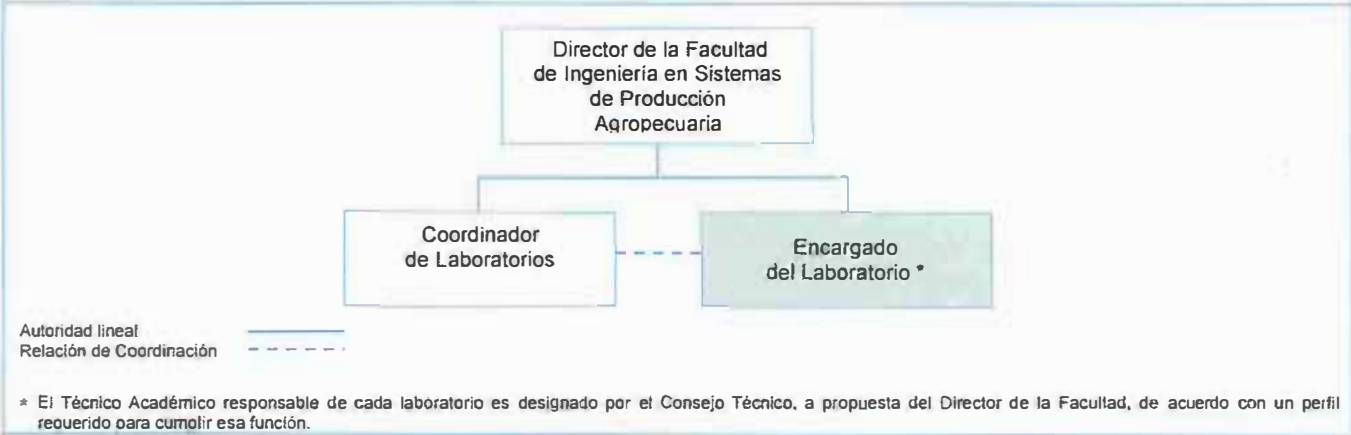 Director de la Facultad
de Ingeniería en Sistemas
de Producción
Agropecuaria
Coordinador
de Laboratorios
Encargado
del Laboratorio *
Autoridad lineal
Relación de Coordinación
* El Técnico Académico responsable de cada laboratorio es designado por el Consejo Técnico, a propuesta del Director de la Facultad, de acuerdo con un perfil
requerido para cumplir esa función.